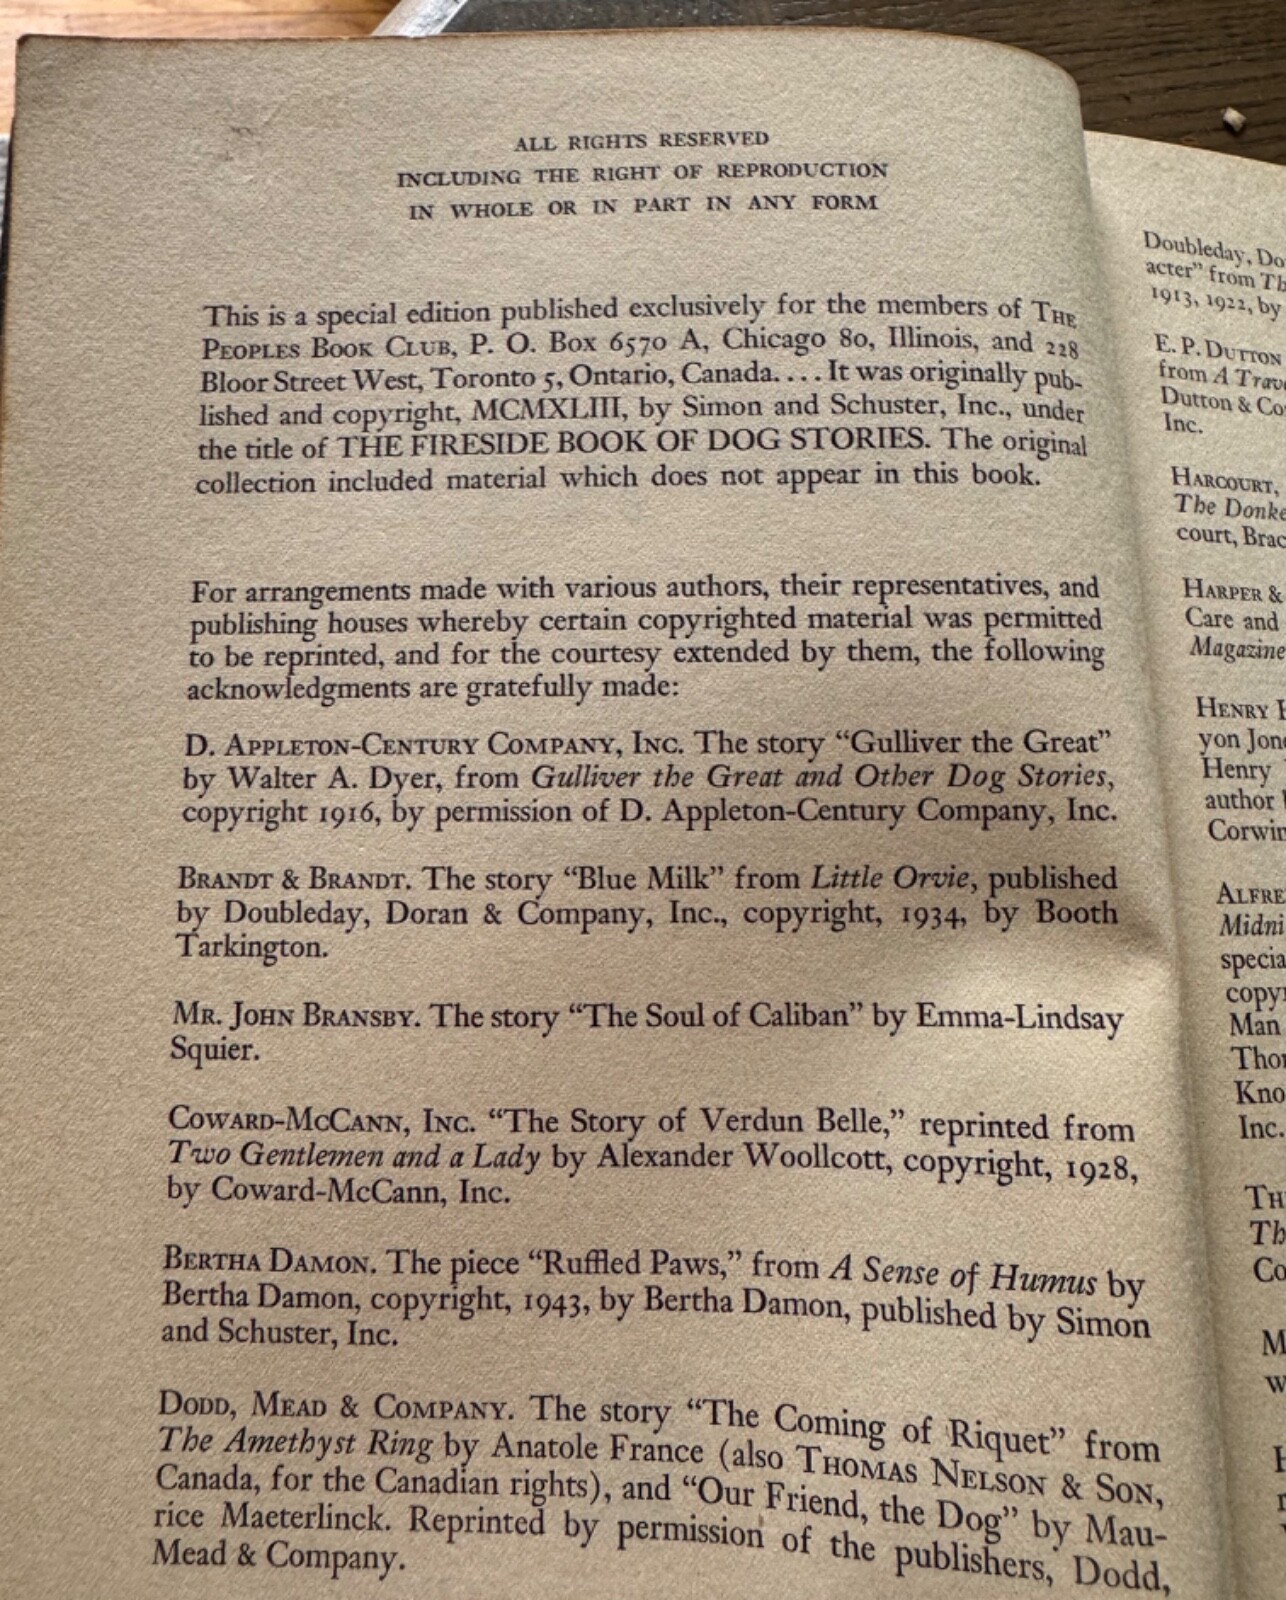 ALL RIGHTS RESERVED
INCLUDING THE RIGHT OF REPRODUCTION
IN WHOLE OR IN PART IN ANY FORM
This is a special edition published exclusively for the members of THE
PEOPLES BOOK CLUB, P. O. Box 6570 A, Chicago 80, Illinois, and 228
Bloor Street West, Toronto 5, Ontario, Canada.... It was originally pub-
lished and copyright, MCMXLIII, by Simon and Schuster, Inc., under
the title of THE FIRESIDE BOOK OF DOG STORIES. The original
collection included material which does not appear in this book.
For arrangements made with various authors, their representatives, and
publishing houses whereby certain copyrighted material was permitted
to be reprinted, and for the courtesy extended by them, the following
acknowledgments are gratefully made:
D. APPLETON-CENTURY COMPANY, INC. The story “Gulliver the Great”
by Walter A. Dyer, from Gulliver the Great and Other Dog Stories,
copyright 1916, by permission of D. Appleton-Century Company, Inc.
BRANDT & BRANDT. The story “Blue Milk” from Little Orvie, published
by Doubleday, Doran & Company, Inc., copyright, 1934, by Booth
Tarkington.
MR. JOHN BRANSBY. The story “The Soul of Caliban” by Emma-Lindsay
Squier.
COWARD-MCCANN, INC. “The Story of Verdun Belle,” reprinted from
Two Gentlemen and a Lady by Alexander Woollcott, copyright, 1928,
by Coward-McCann, Inc.
BERTHA DAMON. The piece “Ruffled Paws,” from A Sense of Humus by
Bertha Damon, copyright, 1943, by Bertha Damon, published by Simon
and Schuster, Inc.
DODD, MEAD & COMPANY. The story “The Coming of Riquet” from
The Amethyst Ring by Anatole France (also THOMAS NELSON & SON,
Canada, for the Canadian rights), and “Our Friend, the Dog” by Mau-
rice Maeterlinck. Reprinted by permission of the publishers, Dodd,
Mead & Company.
Doubleday, Do
acter” from Th
1913, 1922, by
E. P. DUTTON
from A Trav
Dutton & Co
Inc.
HARCOURT,
The Donke
court, Brac
HARPER &
Care and
Magazine
HENRY
yon Jon
Henry
author
Corwin
ALFRE
Midni
specia
copy
Man
Thor
Kno
Inc.
TH
Th
Co
M
w